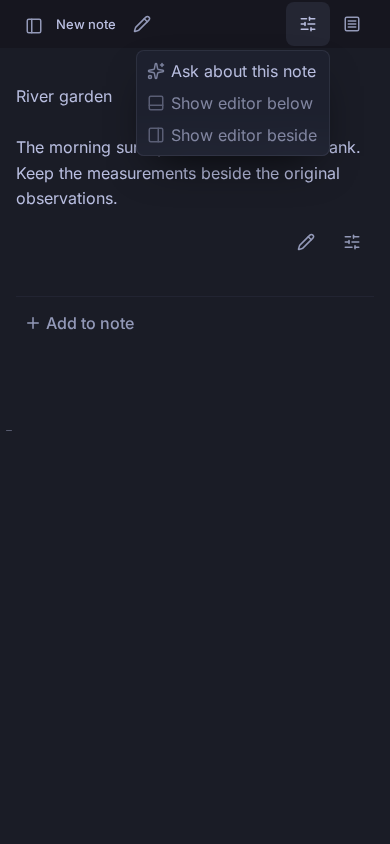 New note
Ask about this note
Show editor below
Show editor beside
River garden
The morning ank.
Keep the measurements beside the original
observations.
Add to note